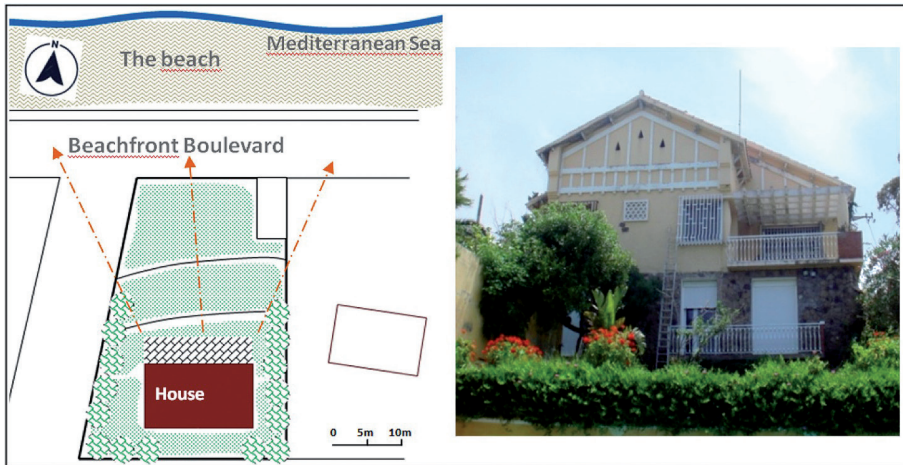 Mediterranean Sea
N
The beach
Beachfront Boulevard
House
0 5m 10m